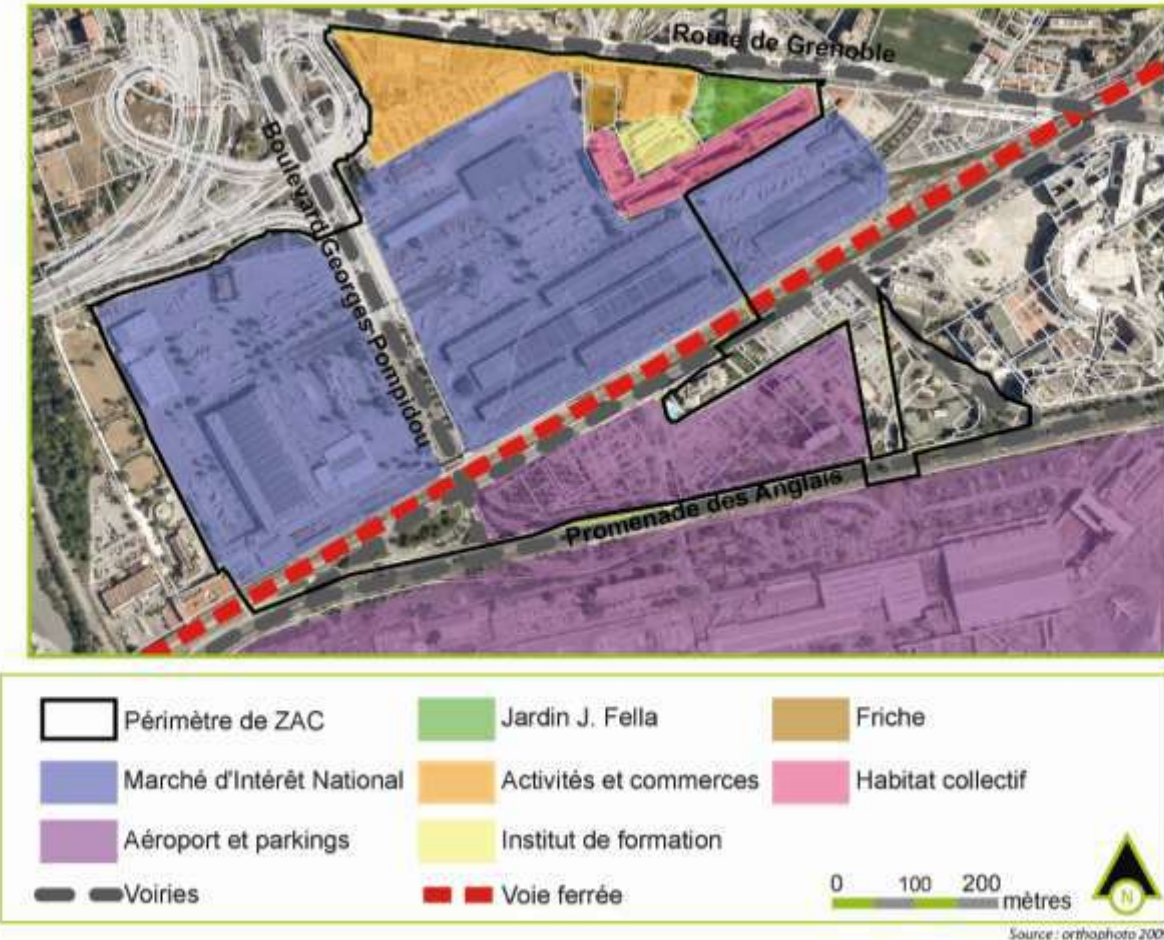 Route de Grenoble
Boulevard Georges Pompidou
Promenade des Anglais
Périmètre de ZAC
Jardin J. Fella
Friche
Marché d'Intérêt National
Activités et commerces
Habitat collectif
Aéroport et parkings
Institut de formation
Voiries
Voie ferrée
0 100 200
mètres
N
Source : orthophoto 2009